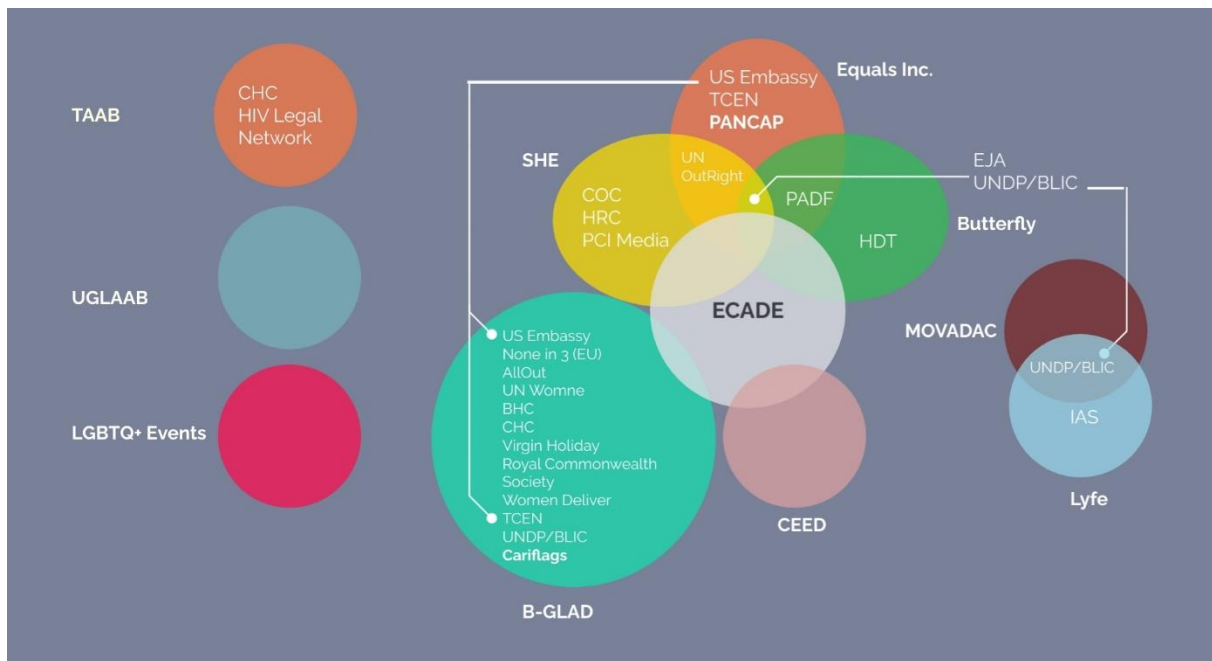 TAAB
CHC
HIV Legal
Network
UGLAAB
LGBTQ+ Events
US Embassy
TCEN
PANCAP
Equals Inc.
SHE
UN
OutRight
COC
HRC
PCI Media
PADF
HDT
EJA
UNDP/BLIC
Butterfly
ECADE
MOVADAC
UNDP/BLIC
IAS
Lyfe
US Embassy
None in 3 (EU)
AllOut
UN Womne
BHC
CHC
Virgin Holiday
Royal Commonwealth
Society
Women Deliver
TCEN
UNDP/BLIC
Cariflags
B-GLAD
CEED